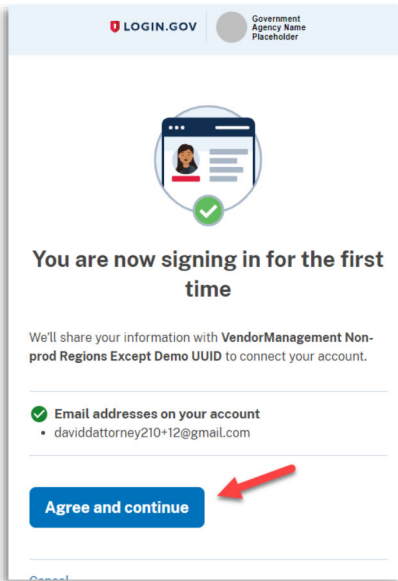 LOGIN.GOV
Government
Agency Name
Placeholder
You are now signing in for the first
time
We'll share your information with VendorManagement Non-
prod Regions Except Demo UUID to connect your account.
Email addresses on your account
• daviddattorney210+12@gmail.com
Agree and continue
Cancel